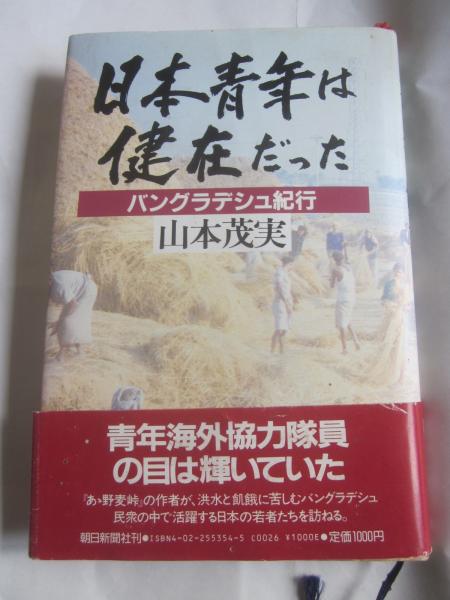 日本青年は
健在だった
バングラデシュ紀行
山本茂実
青年海外協力隊員
の目は輝いていた
『あゝ野麦峠』の作者が、洪水と飢餓に苦しむバングラデシュ
民衆の中で活躍する日本の若者たちを訪ねる。
朝日新聞社刊●ISBN4-02-255354-5 C0026 ¥1000E●定価1000円